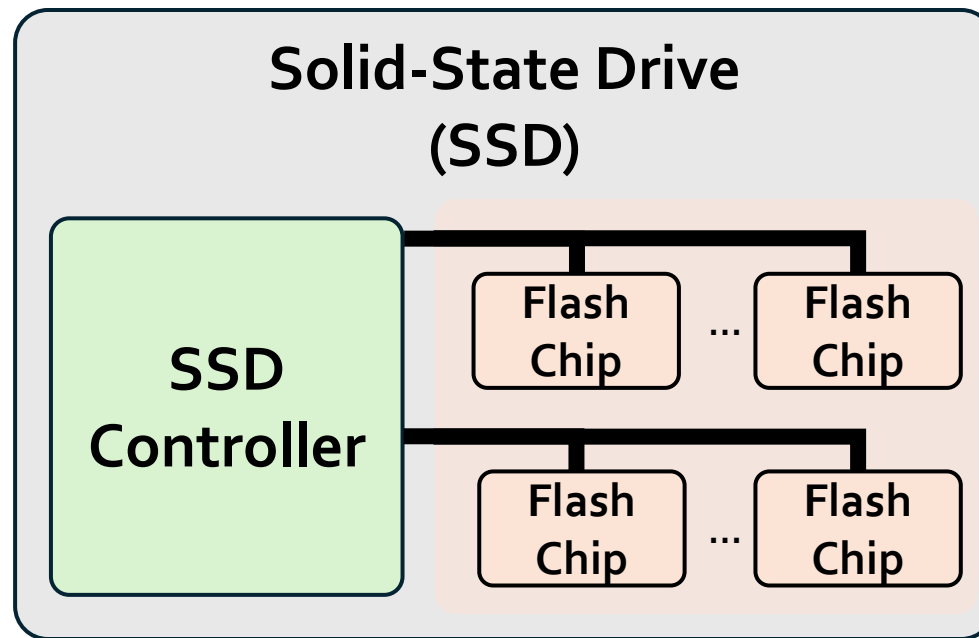 Solid-State Drive
(SSD)
SSD
Controller
Flash
Chip
...
Flash
Chip
Flash
Chip
...
Flash
Chip